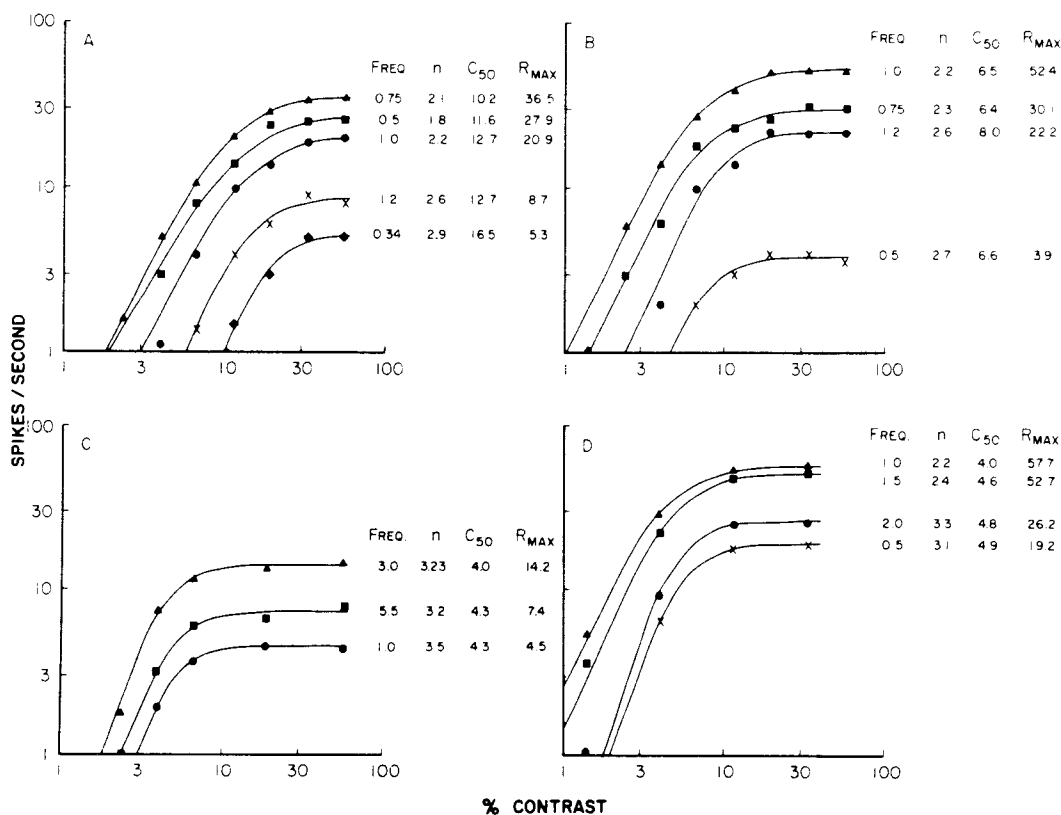 A
FREQ n C50 RMAX
0.75 2.1 10.2 36.5
0.5 1.8 11.6 27.9
1.0 2.2 12.7 20.9
1.2 2.6 12.7 8.7
0.34 2.9 16.5 5.3
100
30
10
3
1
1 3 10 30 100
B
FREQ n C50 RMAX
1.0 2.2 6.5 52.4
0.75 2.3 6.4 30.1
1.2 2.6 8.0 22.2
0.5 2.7 6.6 3.9
1 3 10 30 100
SPIKES / SECOND
C
FREQ. n C50 RMAX
3.0 3.23 4.0 14.2
5.5 3.2 4.3 7.4
1.0 3.5 4.3 4.5
100
30
10
3
1
1 3 10 30 100
D
FREQ. n C50 RMAX
1.0 2.2 4.0 57.7
1.5 2.4 4.6 52.7
2.0 3.3 4.8 26.2
0.5 3.1 4.9 19.2
1 3 10 30 100
% CONTRAST